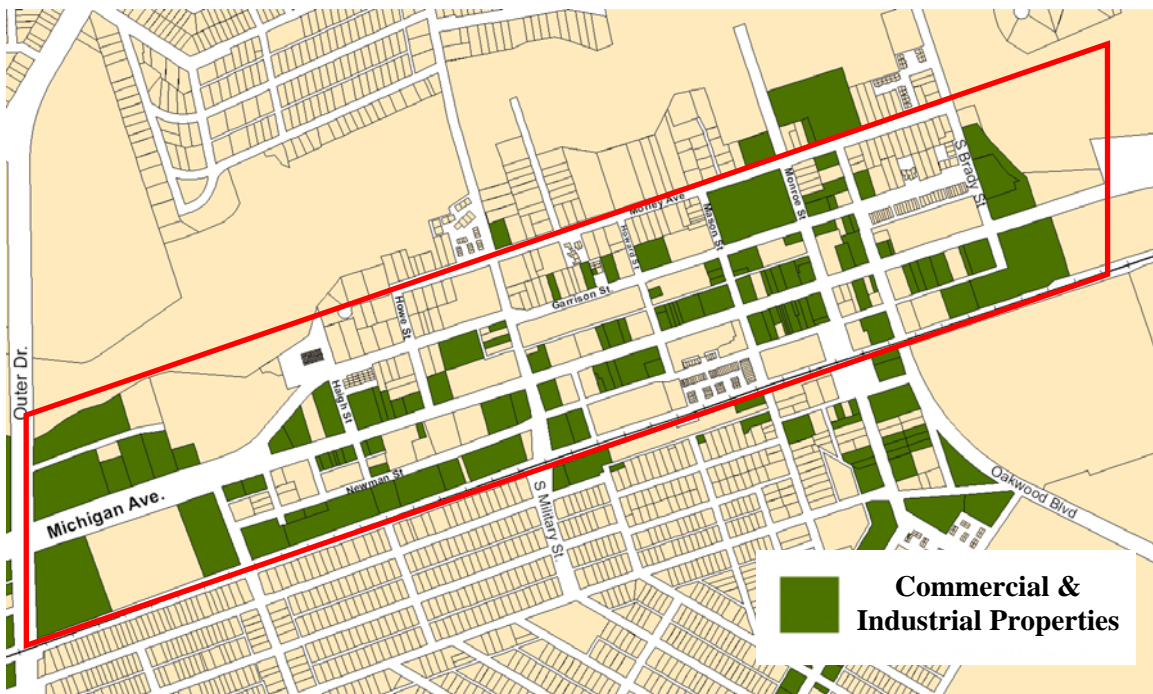 S Brady St
Monroe St
Morley Ave
Mason St
Howard St
Garrison St
Howe St.
Outer Dr.
Haigh St
Newman St
Michigan Ave.
S Military St.
Oakwood Blvd
Commercial &
Industrial Properties